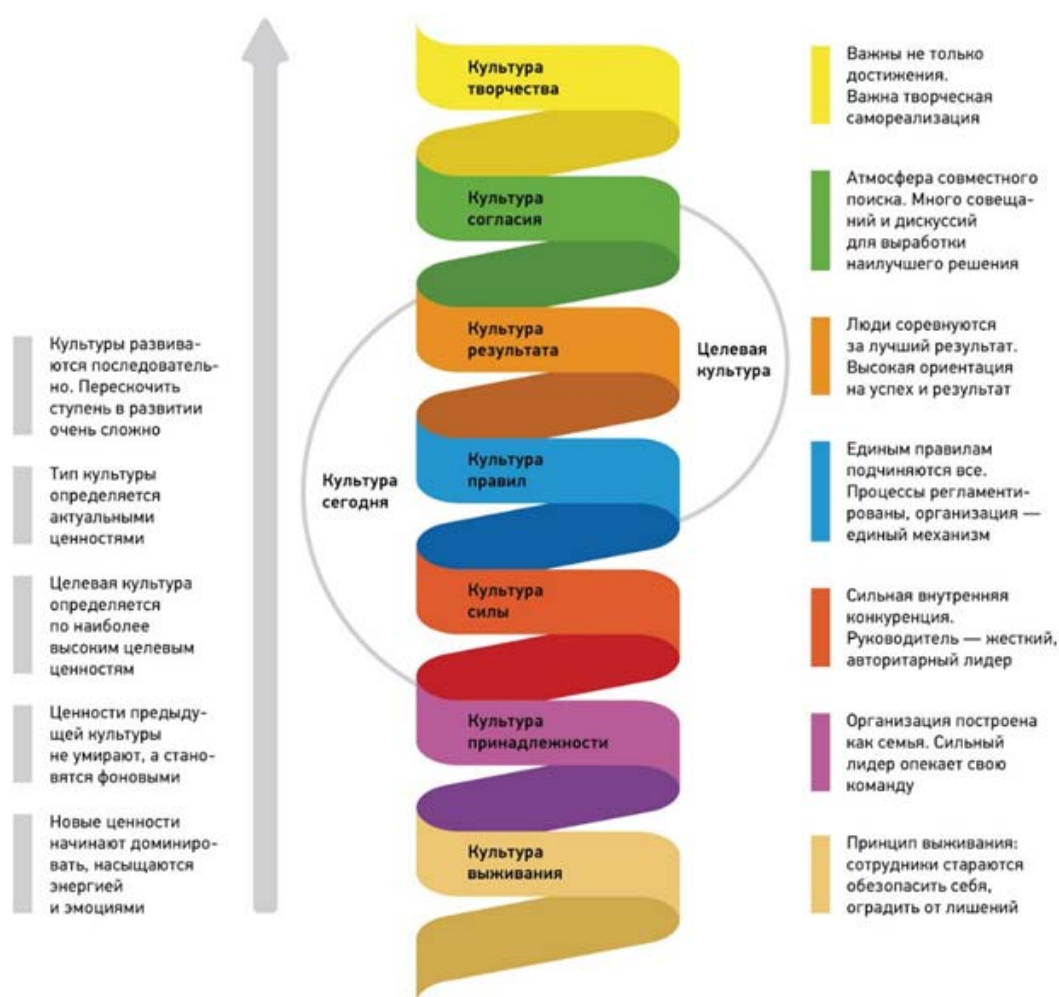 Культуры развива-
ются последователь-
но. Перескочить
ступень в развитии
очень сложно
Тип культуры
определяется
актуальными
ценностями
Целевая культура
определяется
по наиболее
высоким целевым
ценностям
Ценности предыду-
щей культуры
не умирают, а стано-
вятся фоновыми
Новые ценности
начинают доминиро-
вать, насыщаются
энергией
и эмоциями
Культура
сегодня
Культура
творчества
Культура
согласия
Культура
результата
Культура
правил
Культура
силы
Культура
принадлежности
Культура
выживания
Целевая
культура
Важны не только
достижения.
Важна творческая
самореализация
Атмосфера совместного
поиска. Много совеща-
ний и дискуссий
для выработки
наилучшего решения
Люди соревнуются
за лучший результат.
Высокая ориентация
на успех и результат
Единым правилам
подчиняются все.
Процессы регламенти-
рованы, организация —
единый механизм
Сильная внутренняя
конкуренция.
Руководитель — жесткий,
авторитарный лидер
Организация построена
как семья. Сильный
лидер опекает свою
команду
Принцип выживания:
сотрудники стараются
обезопасить себя,
оградить от лишений